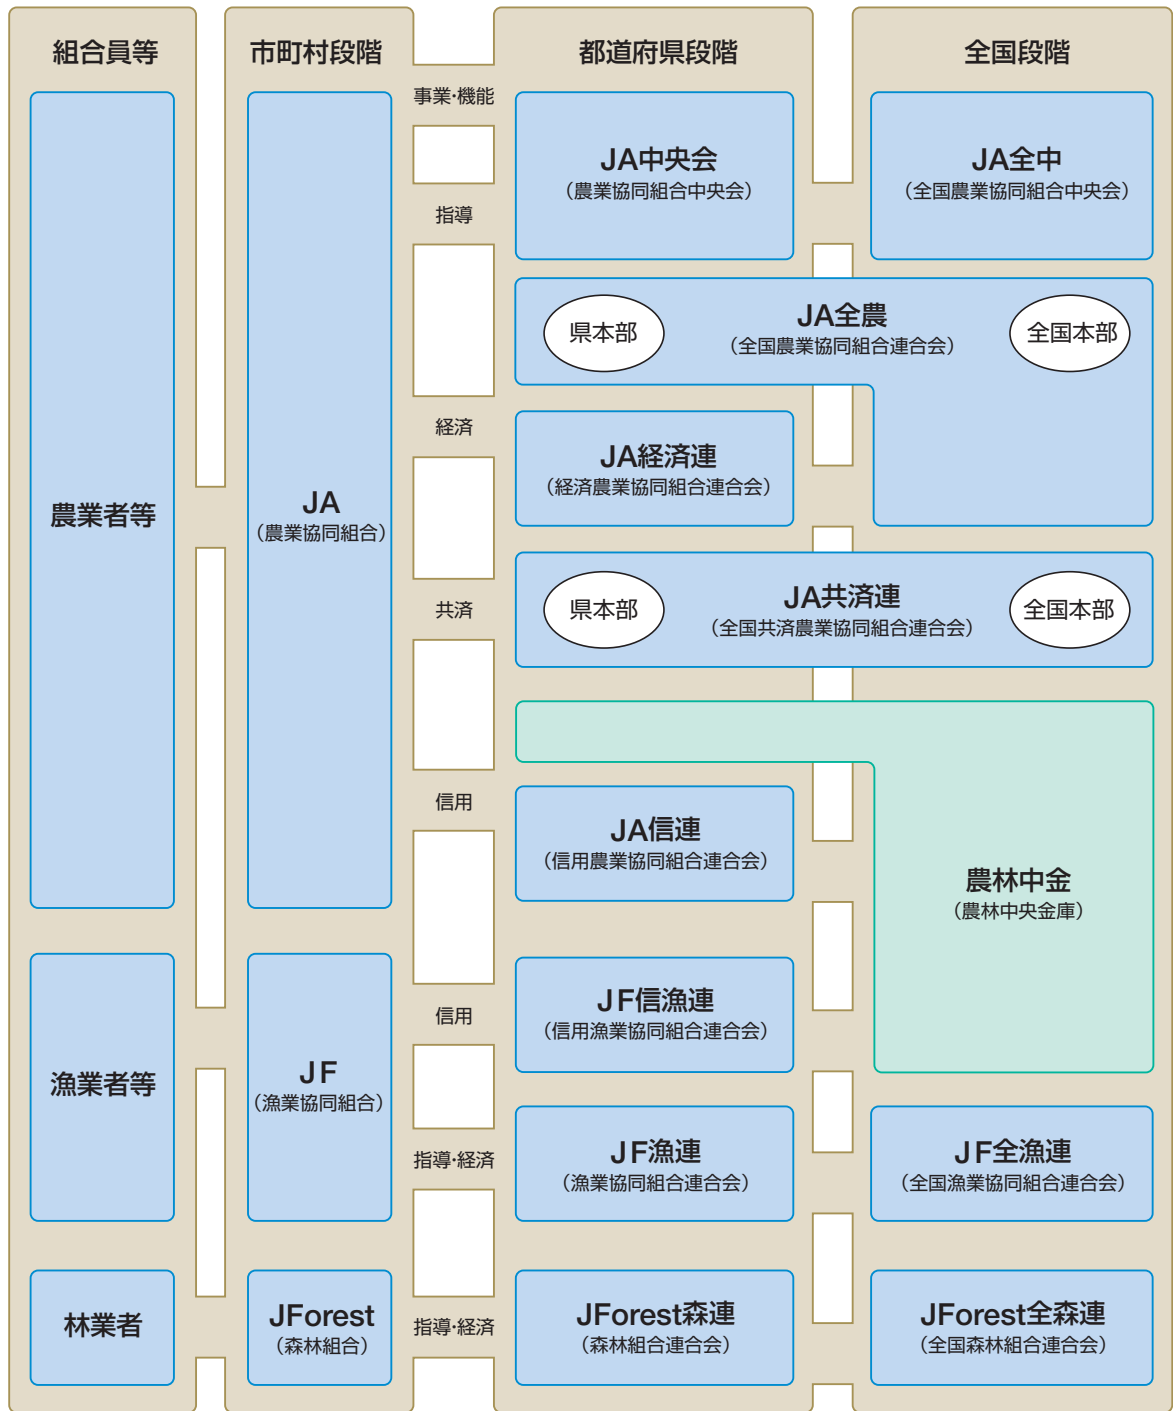 組合員等
市町村段階
都道府県段階
全国段階
事業・機能
JA中央会
（農業協同組合中央会）
JA全中
（全国農業協同組合中央会）
指導
県本部
JA全農
（全国農業協同組合連合会）
全国本部
経済
JA経済連
（経済農業協同組合連合会）
農業者等
JA
（農業協同組合）
共済
県本部
JA共済連
（全国共済農業協同組合連合会）
全国本部
信用
JA信連
（信用農業協同組合連合会）
農林中金
（農林中央金庫）
信用
JF信漁連
（信用漁業協同組合連合会）
漁業者等
JF
（漁業協同組合）
指導・経済
JF漁連
（漁業協同組合連合会）
JF全漁連
（全国漁業協同組合連合会）
林業者
JForest
（森林組合）
指導・経済
JForest森連
（森林組合連合会）
JForest全森連
（全国森林組合連合会）